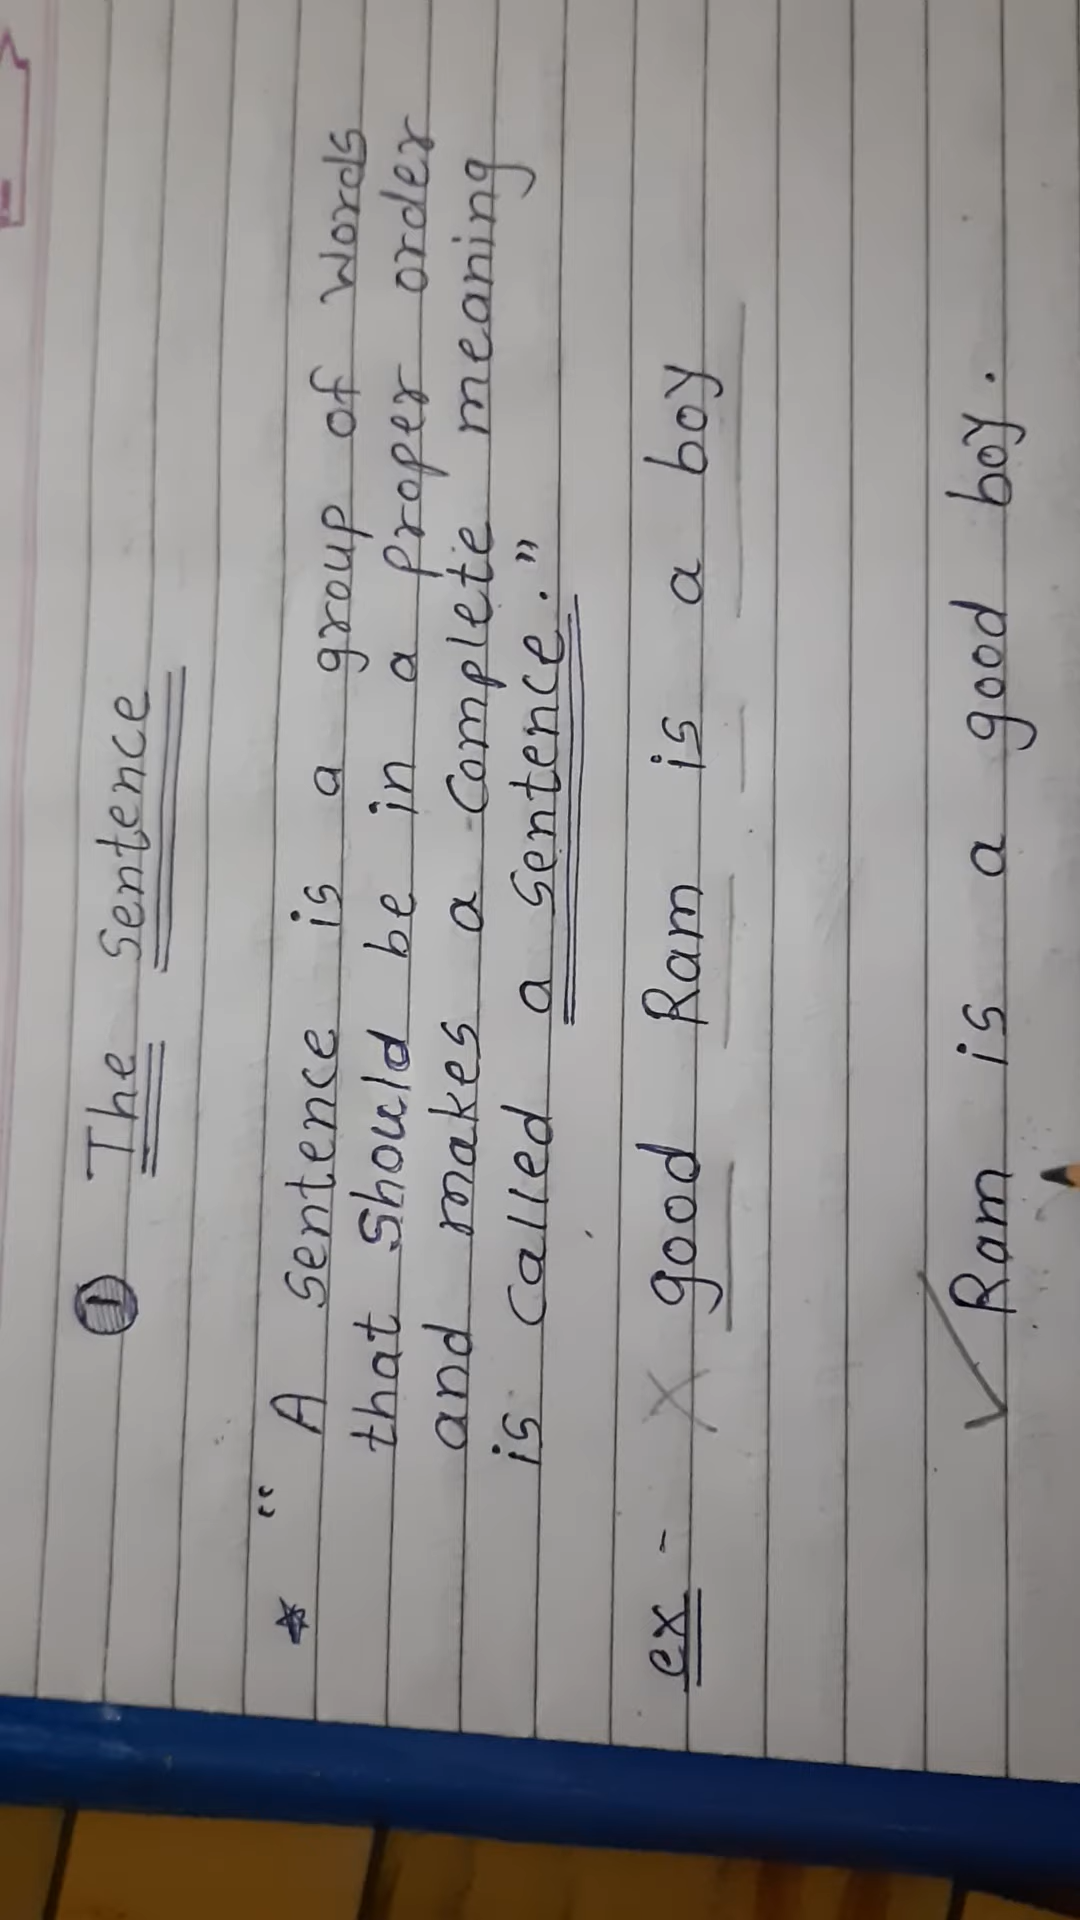 ① The Sentence
* " A Sentence is a group of words
that Should be in a proper order
and makes a Complete meaning
is Called a Sentence."
ex - X good Ram is a boy
✓ Ram is a good boy.